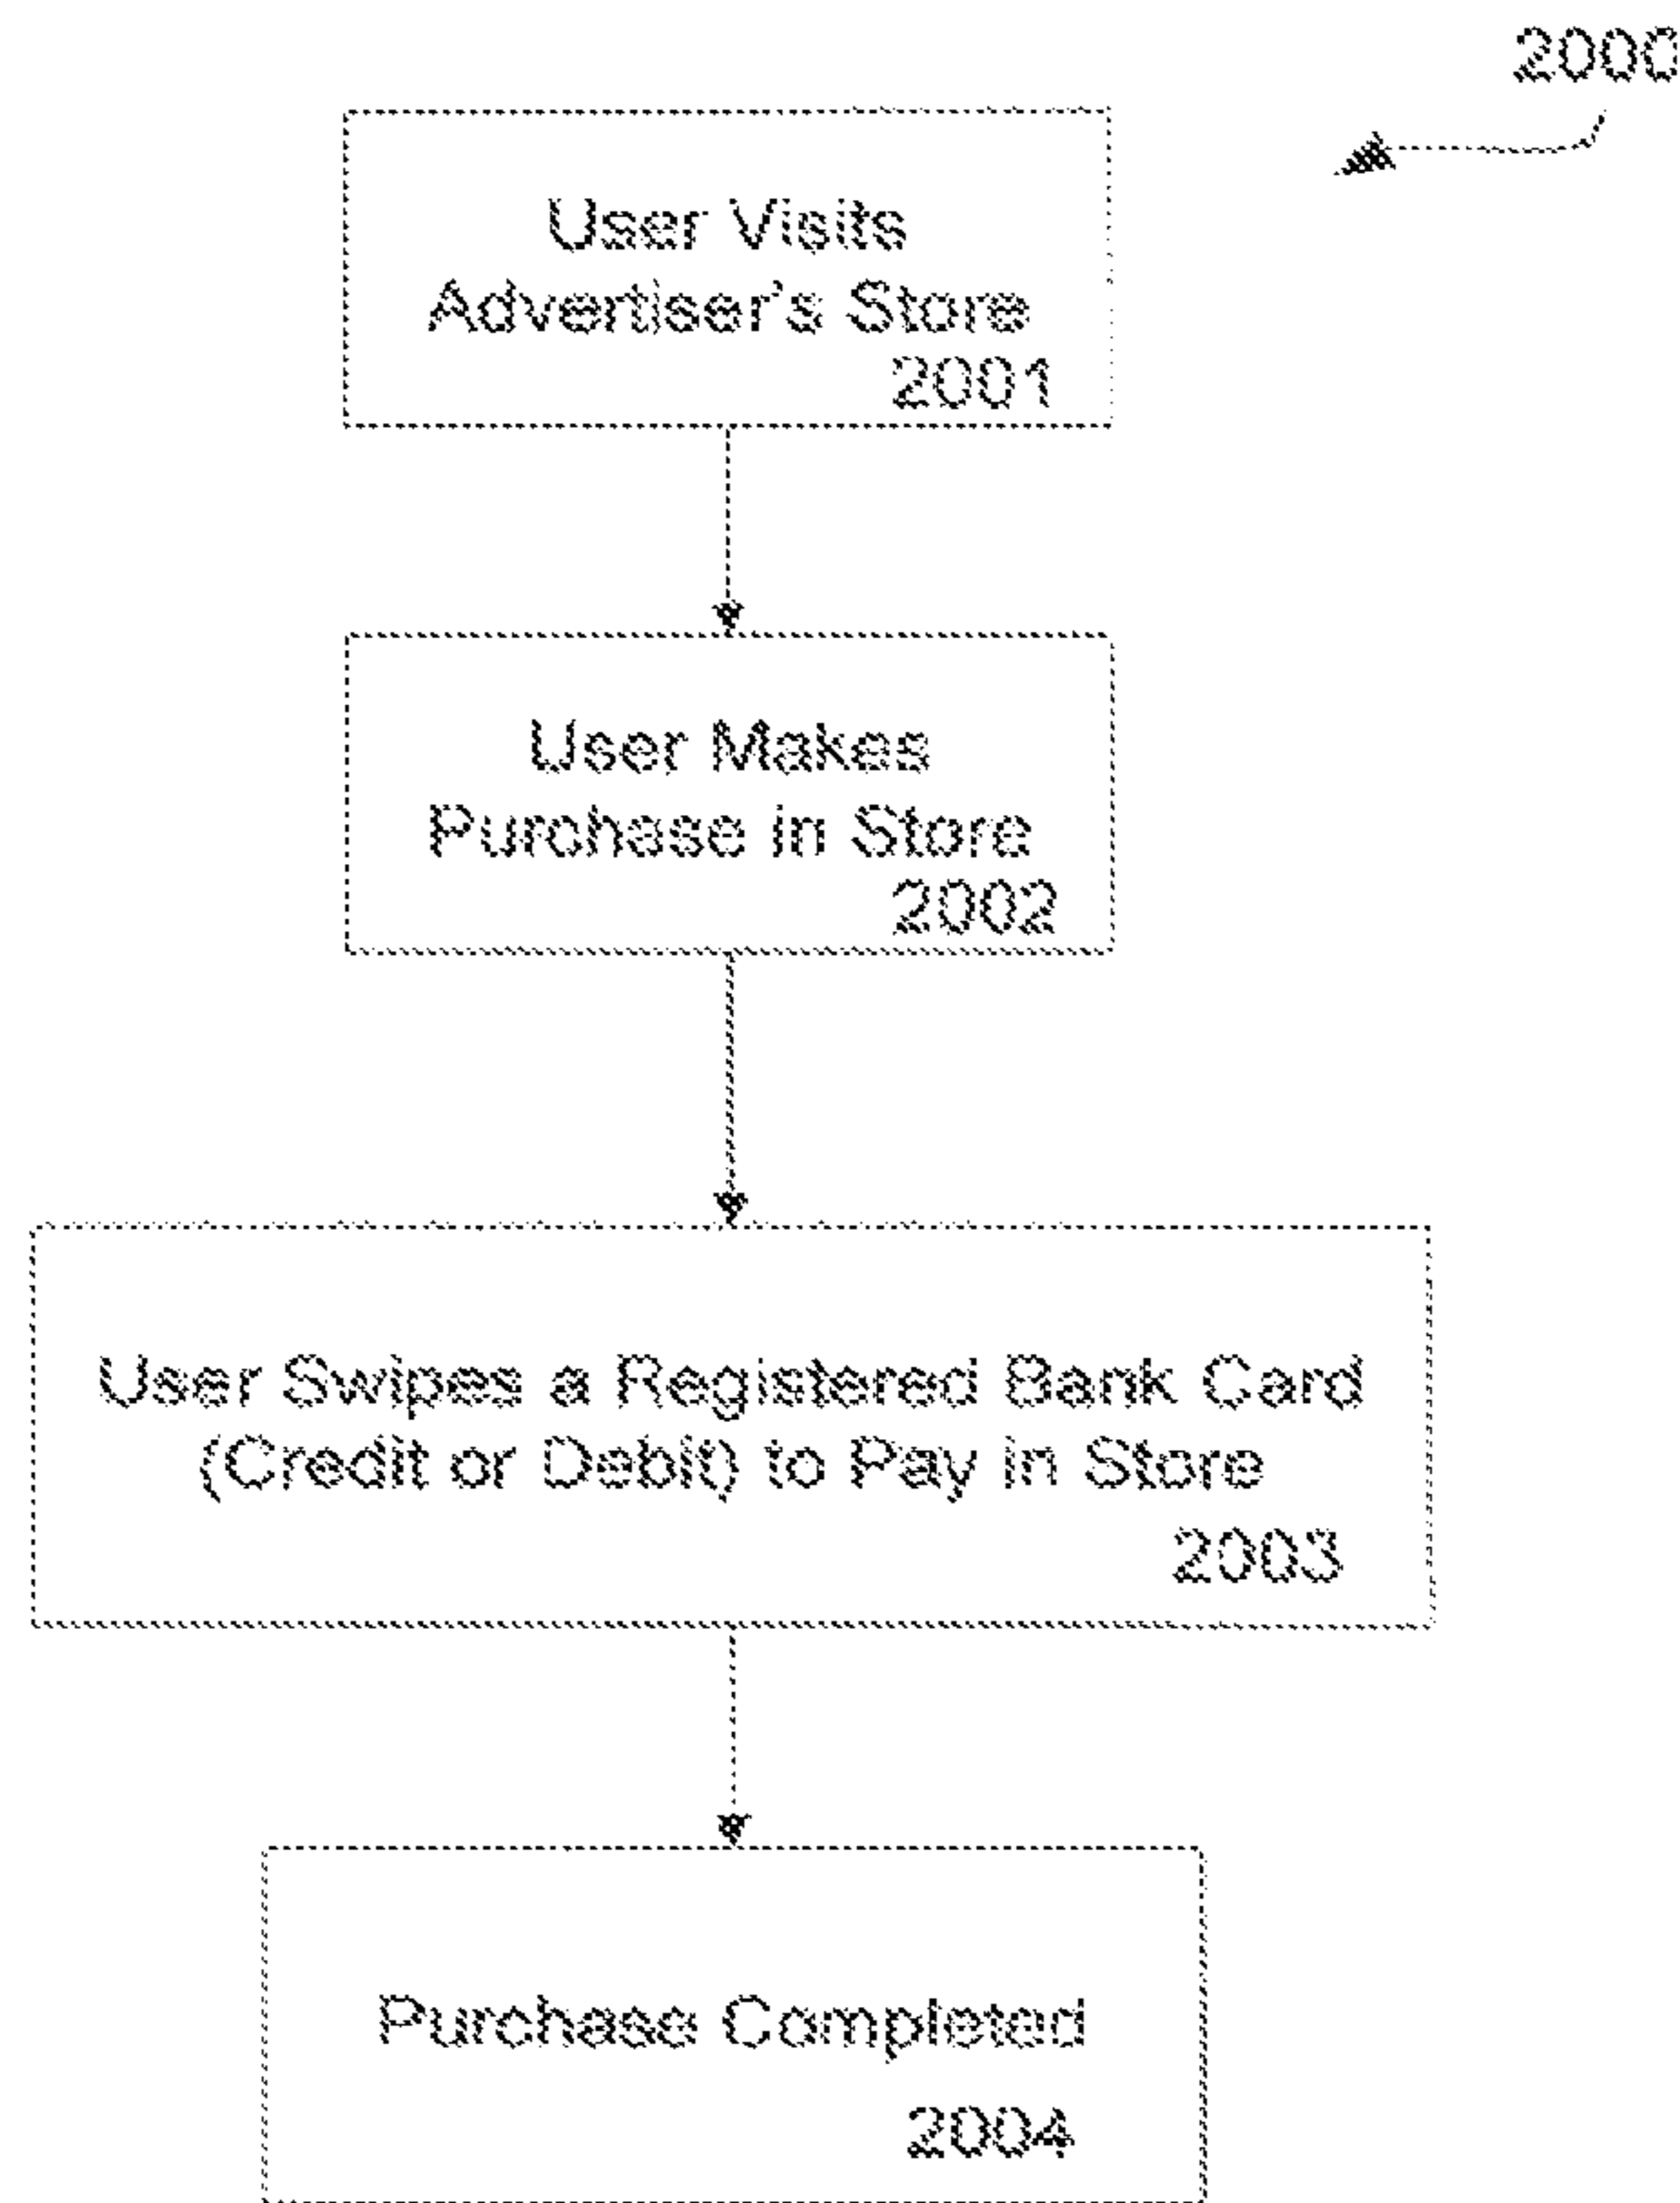 2000
User Visits
Advertiser's Store
2001
User Makes
Purchase in Store
2002
User Swipes a Registered Bank Card
(Credit or Debit) to Pay in Store
2003
Purchase Completed
2004